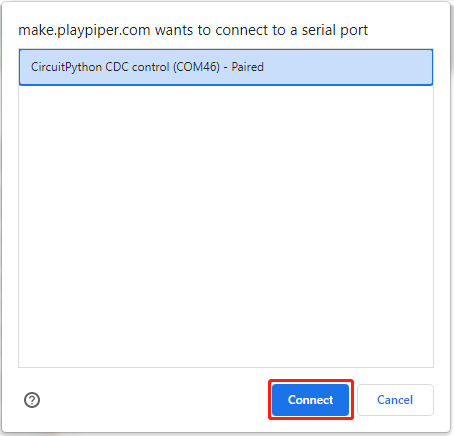 make.playpiper.com wants to connect to a serial port
CircuitPython CDC control (COM46) - Paired
?
Connect
Cancel